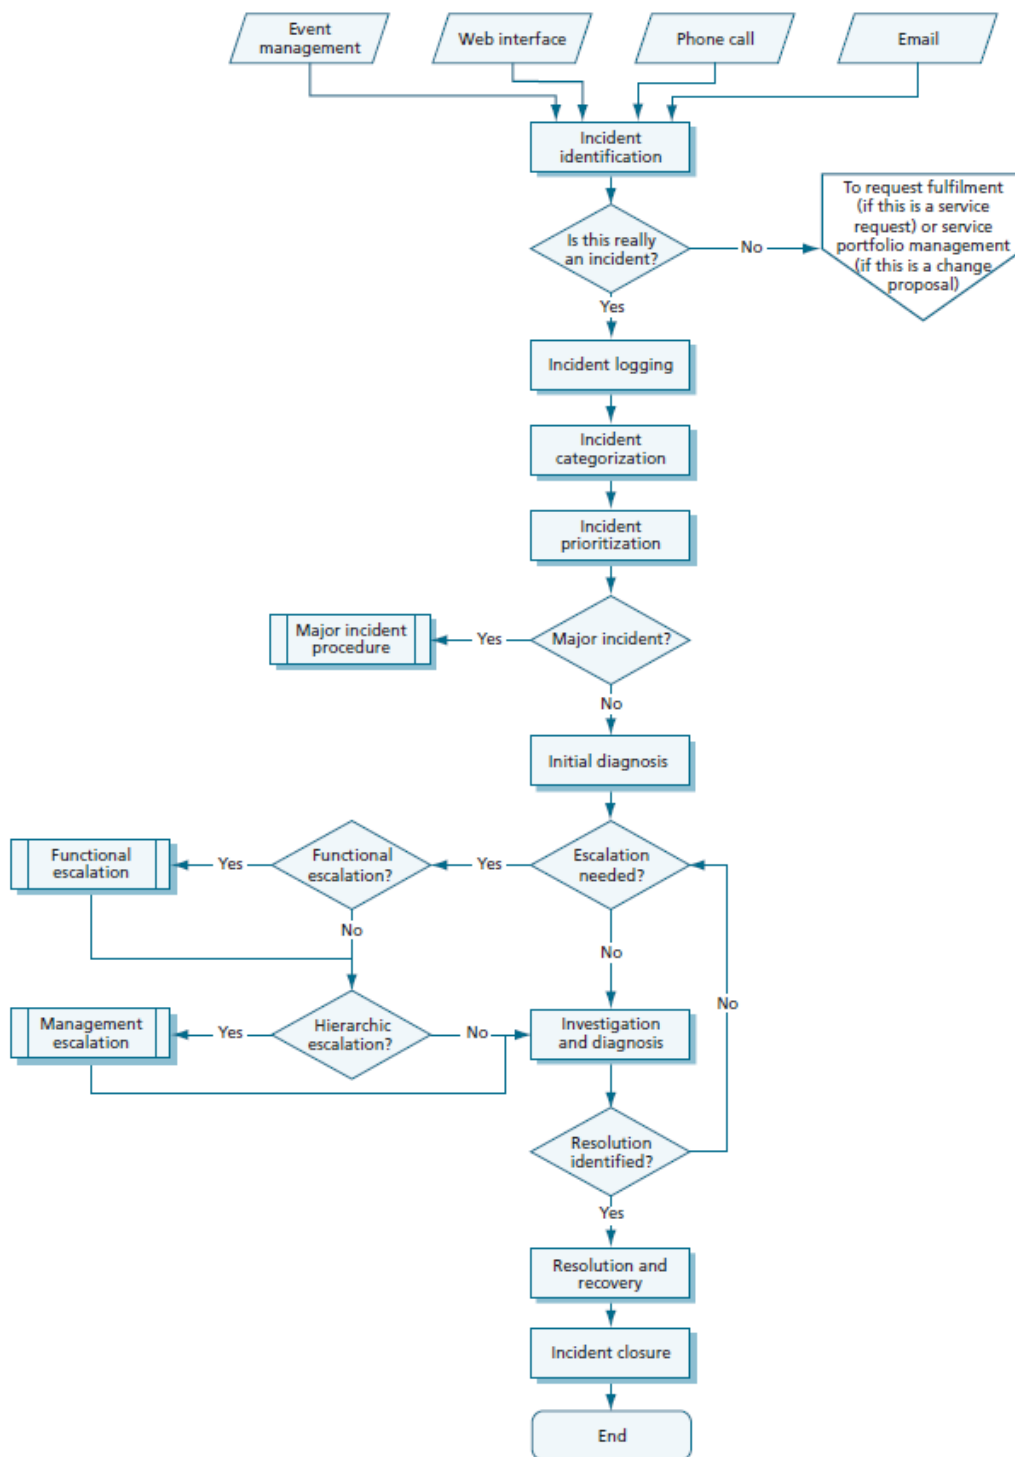 Event
management
Web interface
Phone call
Email
Incident
identification
To request fulfilment
(if this is a service
request) or service
portfolio management
(if this is a change
proposal)
Is this really
an incident?
No
Yes
Incident logging
Incident
categorization
Incident
prioritization
Major incident
procedure
Yes
Major incident?
No
Initial diagnosis
Functional
escalation
Yes
Functional
escalation?
Yes
Escalation
needed?
No
No
Management
escalation
Yes
Hierarchic
escalation?
No
Investigation
and diagnosis
No
Resolution
identified?
Yes
Resolution and
recovery
Incident closure
End